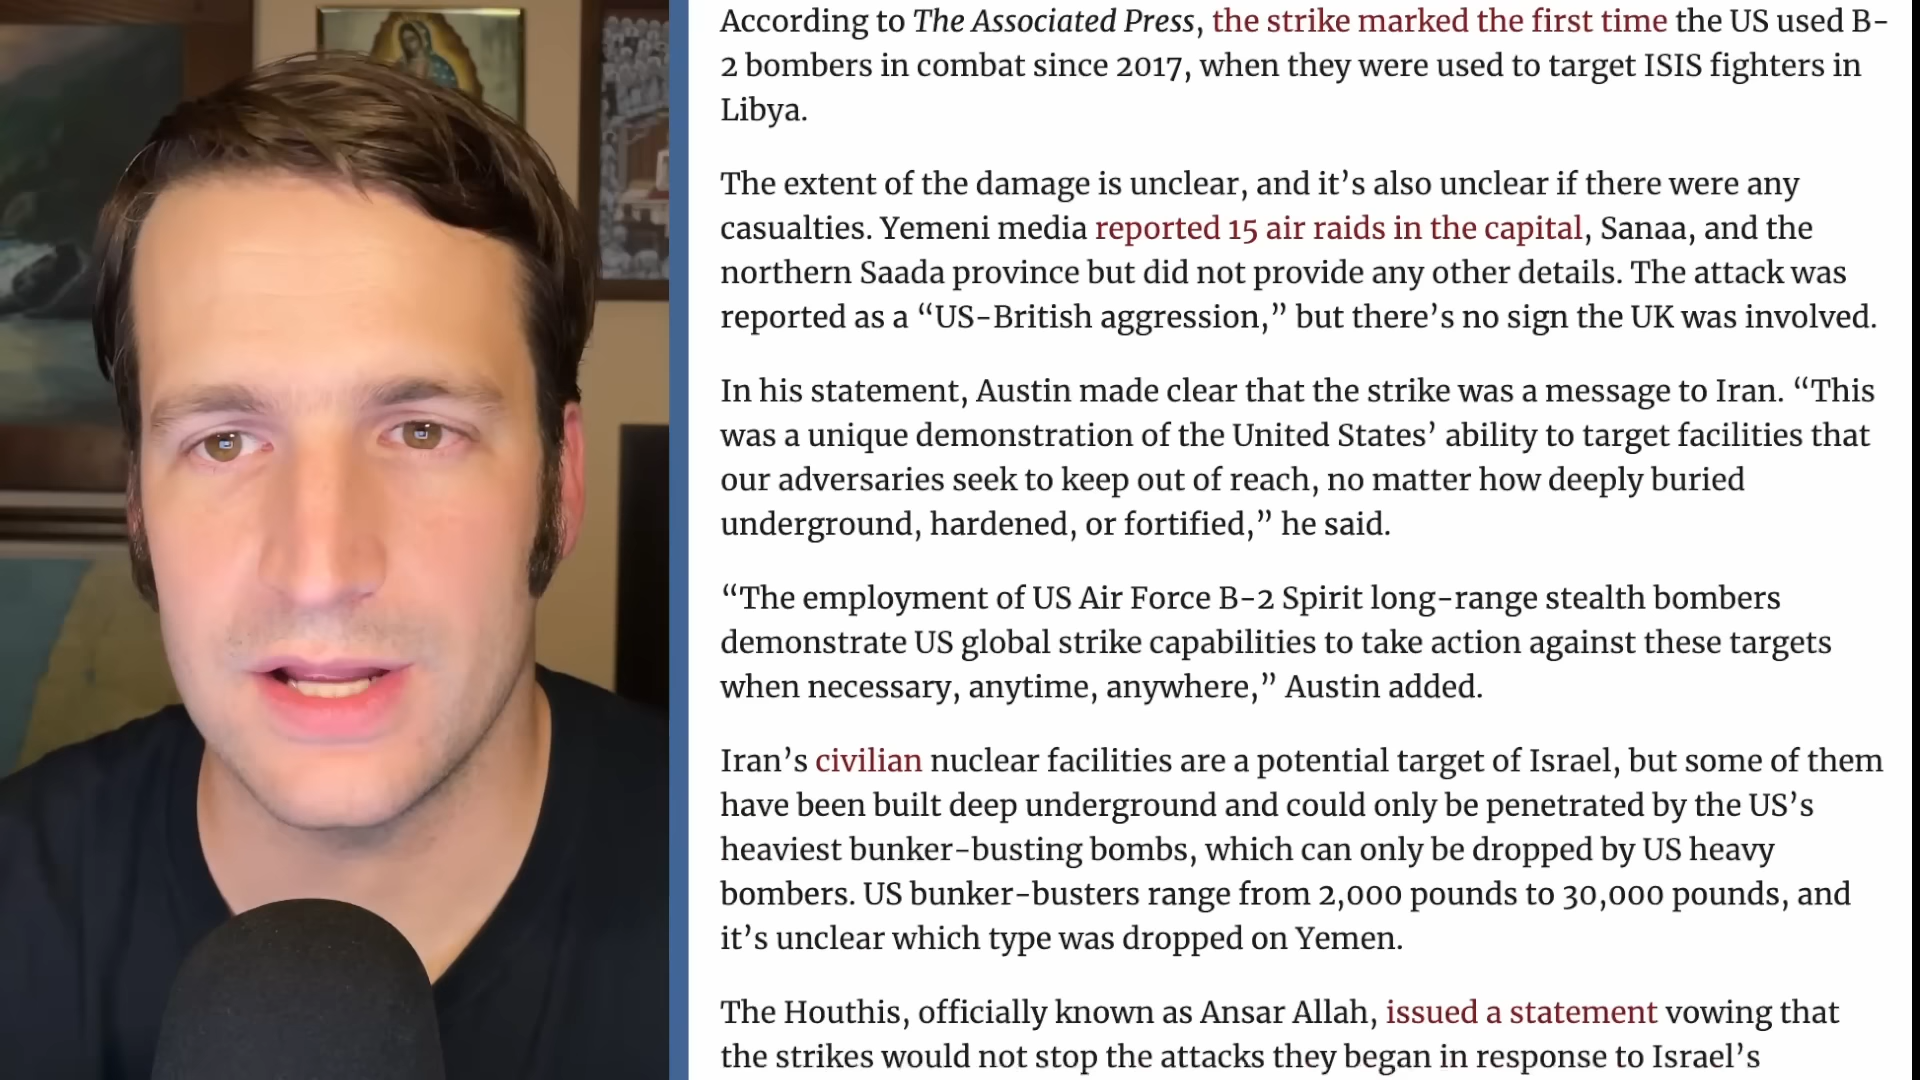 According to The Associated Press, the strike marked the first time the US used B-
2 bombers in combat since 2017, when they were used to target ISIS fighters in
Libya.
The extent of the damage is unclear, and it’s also unclear if there were any
casualties. Yemeni media reported 15 air raids in the capital, Sanaa, and the
northern Saada province but did not provide any other details. The attack was
reported as a “US-British aggression,” but there’s no sign the UK was involved.
In his statement, Austin made clear that the strike was a message to Iran. “This
was a unique demonstration of the United States’ ability to target facilities that
our adversaries seek to keep out of reach, no matter how deeply buried
underground, hardened, or fortified,” he said.
“The employment of US Air Force B-2 Spirit long-range stealth bombers
demonstrate US global strike capabilities to take action against these targets
when necessary, anytime, anywhere,” Austin added.
Iran’s civilian nuclear facilities are a potential target of Israel, but some of them
have been built deep underground and could only be penetrated by the US’s
heaviest bunker-busting bombs, which can only be dropped by US heavy
bombers. US bunker-busters range from 2,000 pounds to 30,000 pounds, and
it’s unclear which type was dropped on Yemen.
The Houthis, officially known as Ansar Allah, issued a statement vowing that
the strikes would not stop the attacks they began in response to Israel’s